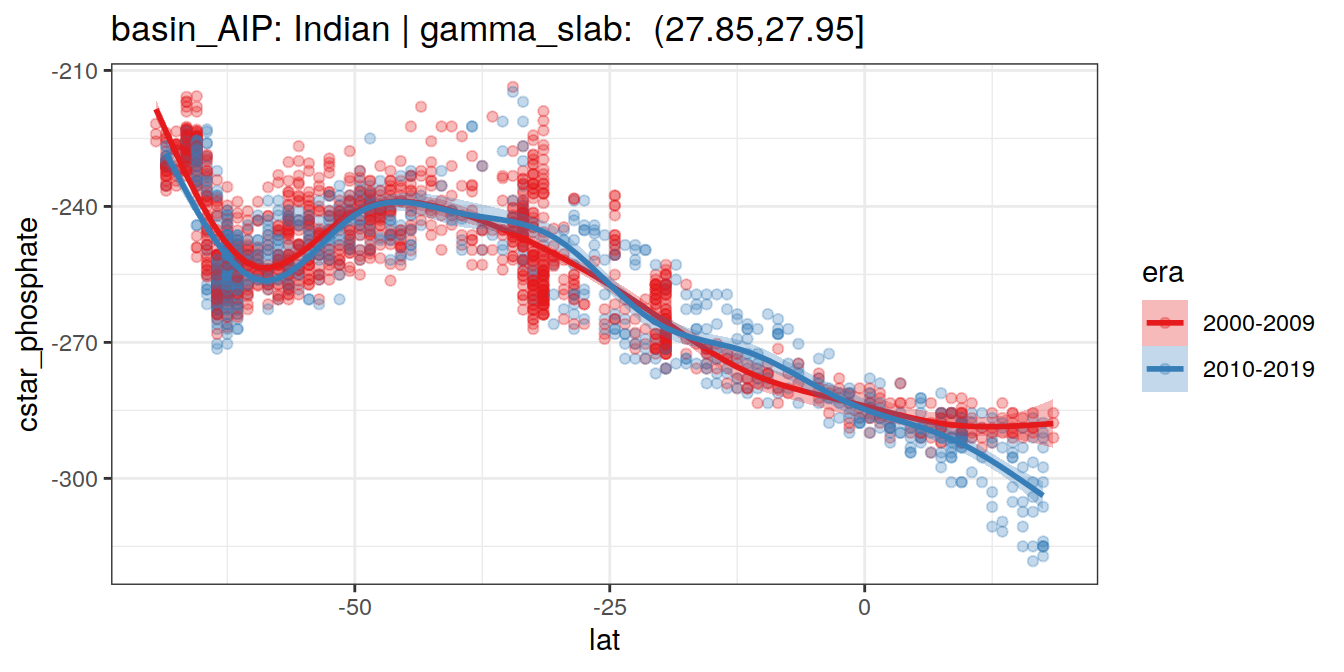 basin_AIP: Indian | gamma_slab:  (27.85,27.95]
-210
-240
-270
-300
cstar_phosphate
-50
-25
0
lat
era
2000-2009
2010-2019